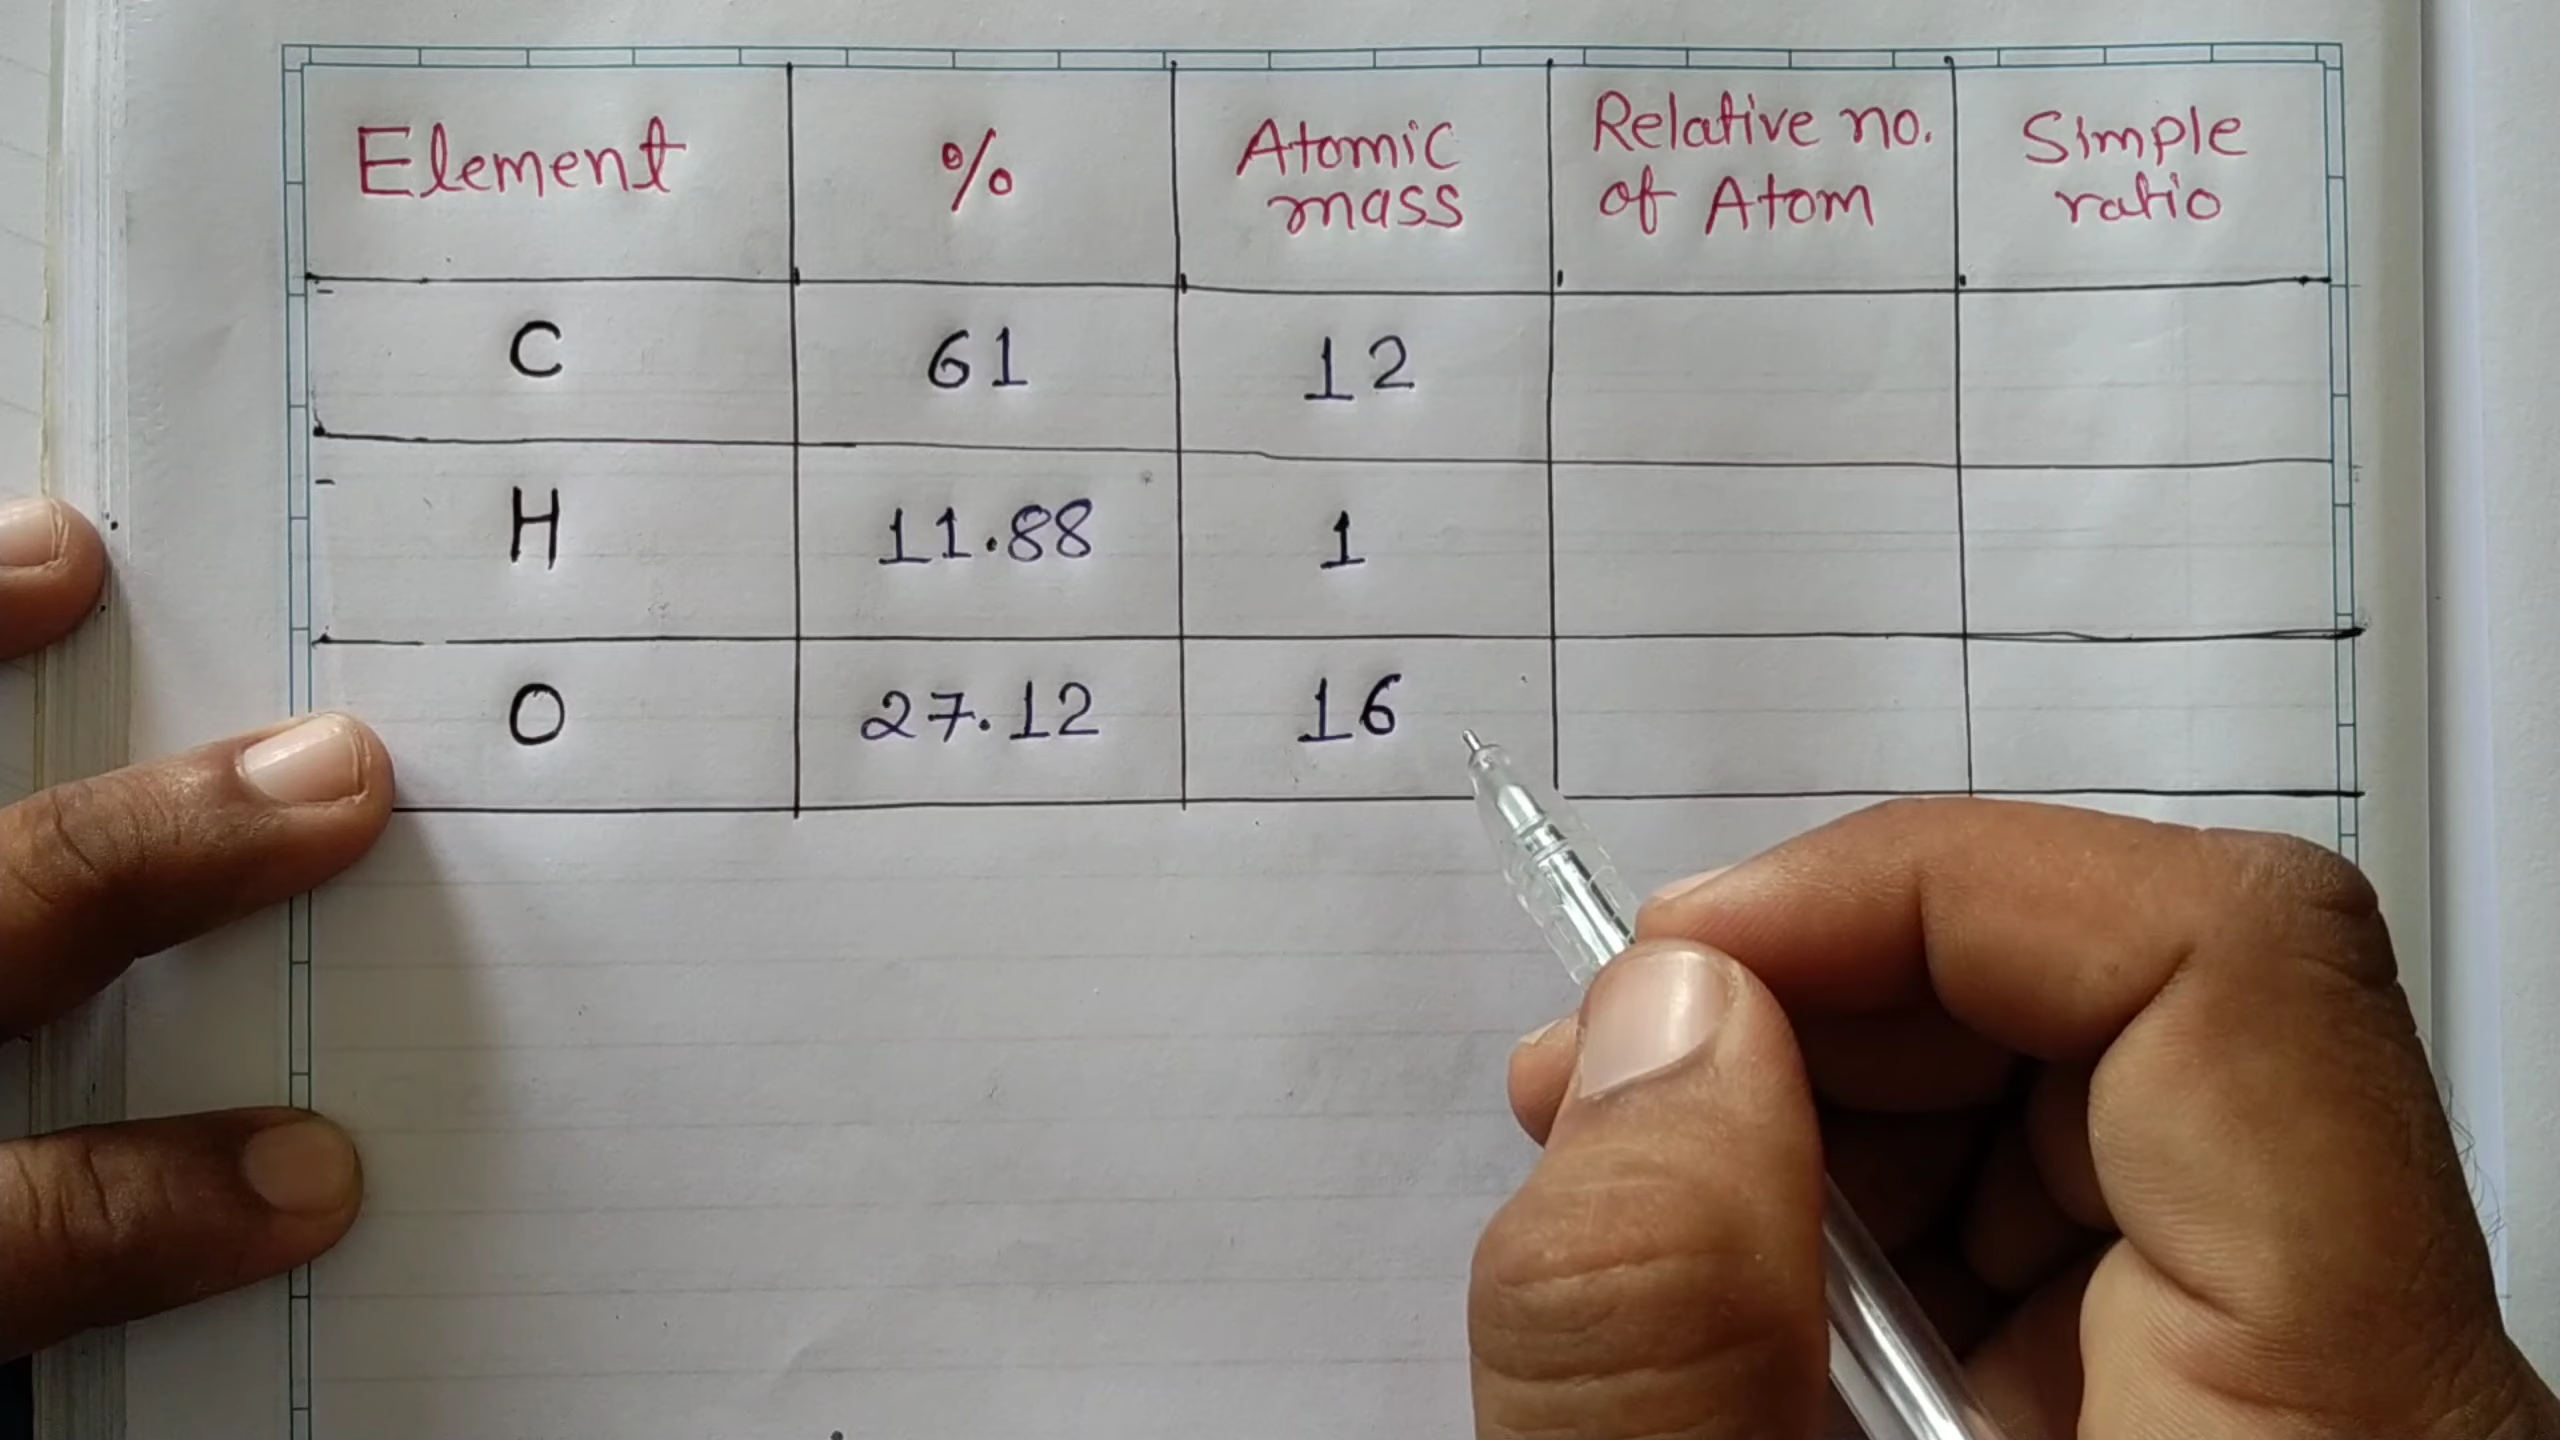 Element % Atomic mass Relative no. of Atom Simple ratio
C 61 12
H 11.88 1
O 27.12 16